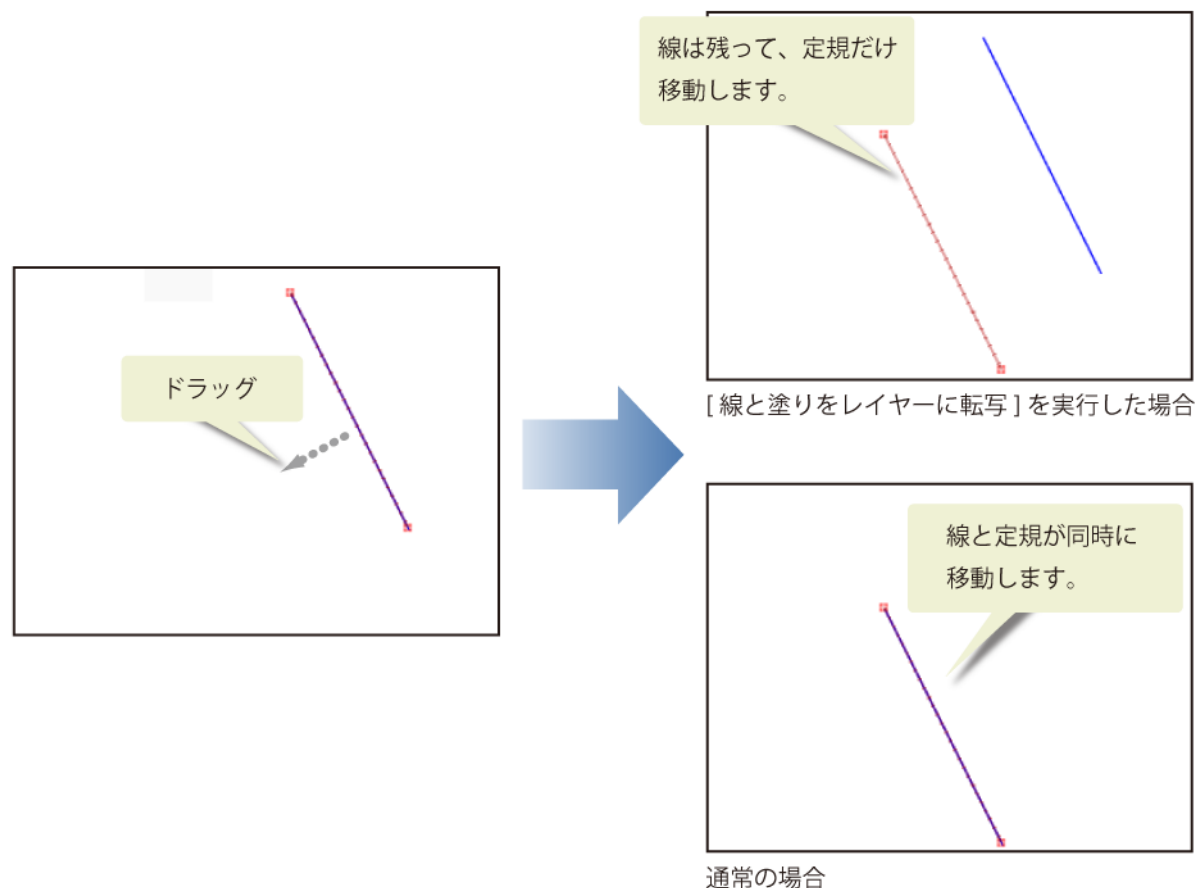 線は残って、定規だけ
移動します。
ドラッグ
[ 線と塗りをレイヤーに転写 ] を実行した場合
線と定規が同時に
移動します。
通常の場合